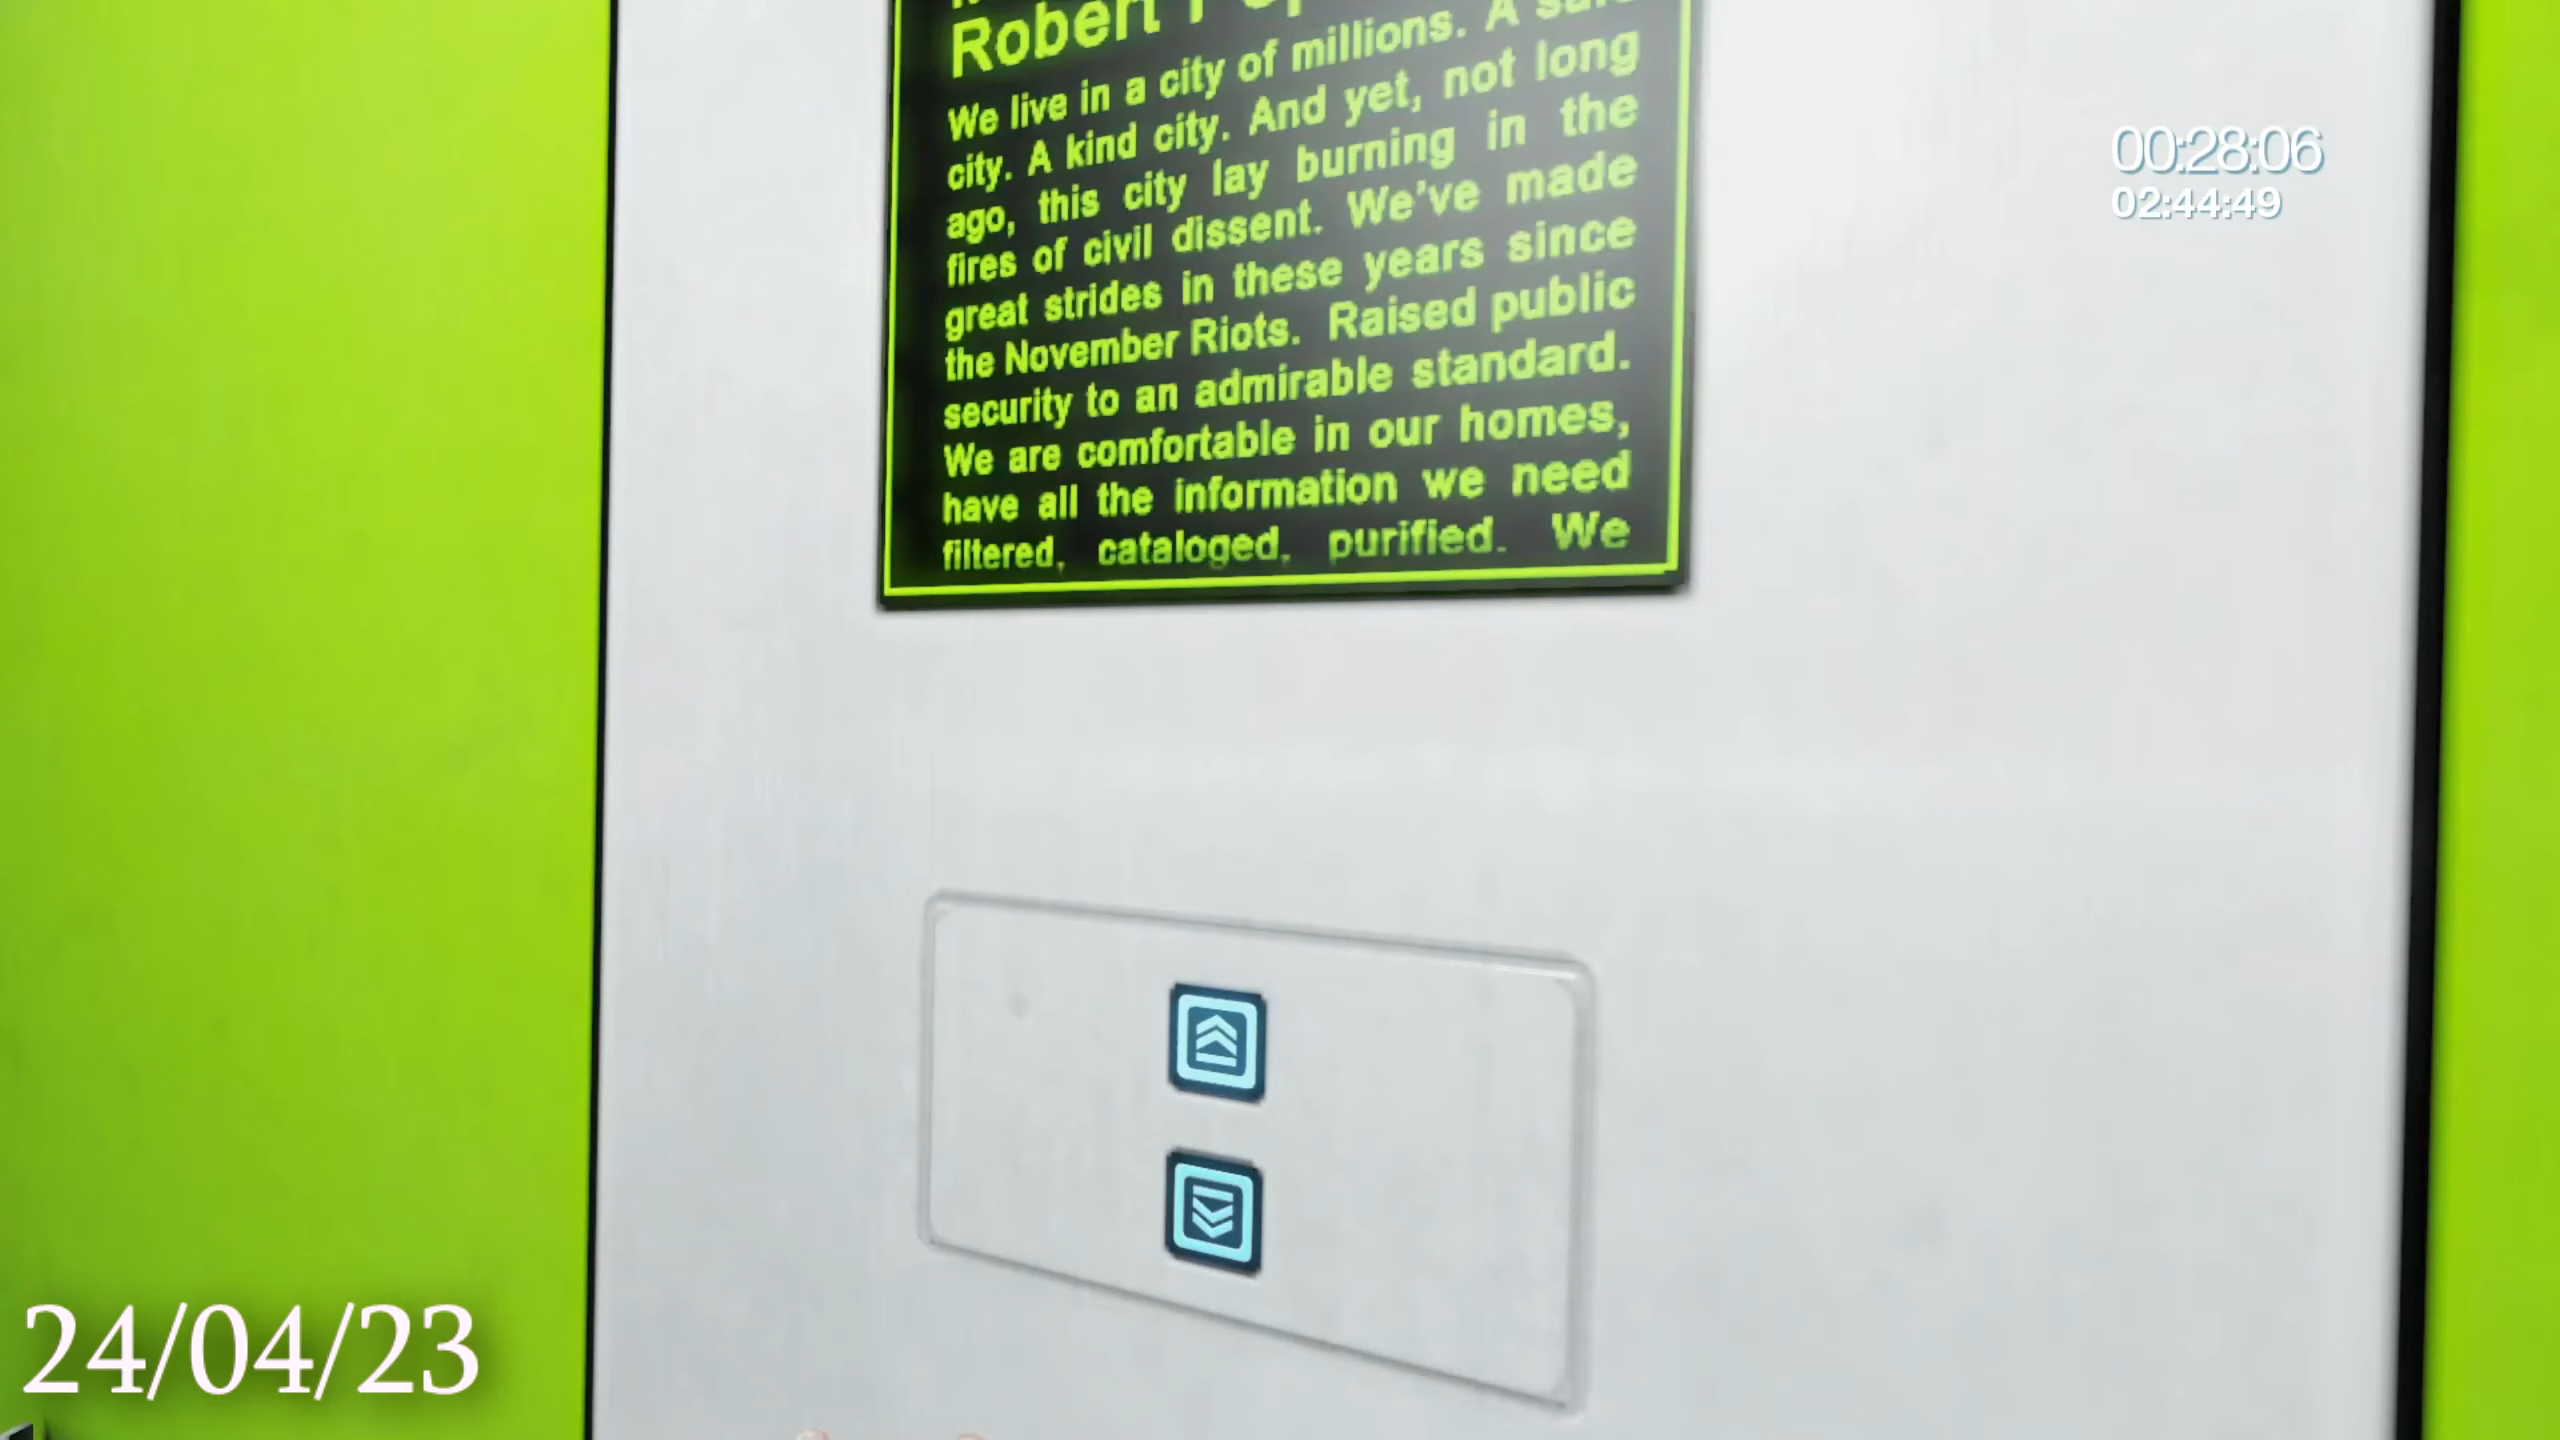 Robert
We live in a city of millions. A
city. A kind city. And yet, not long
ago, this city lay burning in the
fires of civil dissent. We've made
great strides in these years since
the November Riots. Raised public
security to an admirable standard.
We are comfortable in our homes,
have all the information we need
filtered, cataloged, purified. We
00:28:06
02:44:49
24/04/23